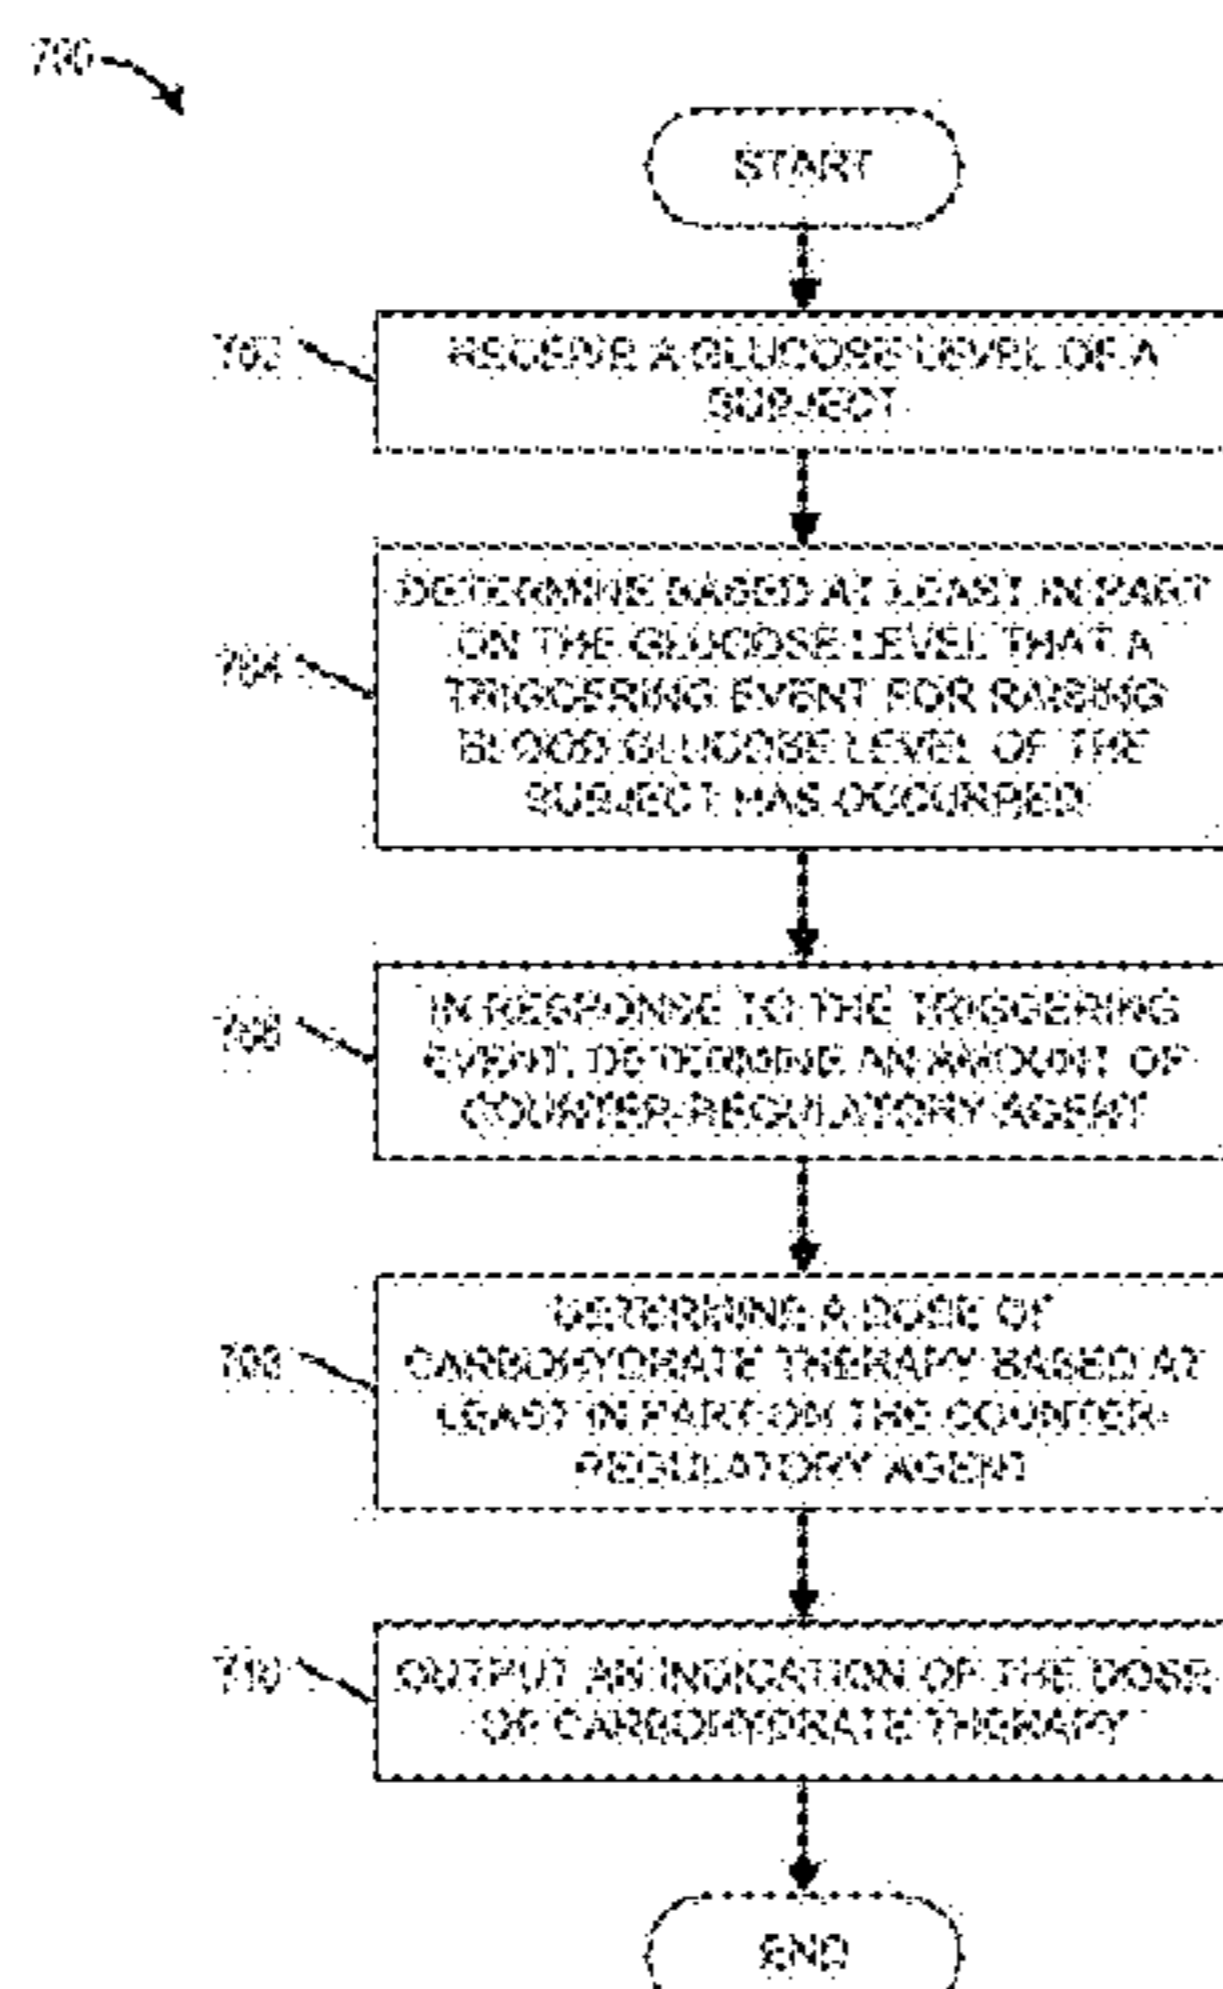 700
START
702
RECEIVE A GLUCOSE LEVEL OF A
SUBJECT
704
DETERMINE BASED AT LEAST IN PART
ON THE GLUCOSE LEVEL THAT A
TRIGGERING EVENT FOR RAISING
BLOOD GLUCOSE LEVEL OF THE
SUBJECT HAS OCCURRED
706
IN RESPONSE TO THE TRIGGERING
EVENT, DETERMINE AN AMOUNT OF
COUNTER-REGULATORY AGENT
708
DETERMINE A DOSE OF
CARBOHYDRATE THERAPY BASED AT
LEAST IN PART ON THE COUNTER-
REGULATORY AGENT
710
OUTPUT AN INDICATION OF THE DOSE
OF CARBOHYDRATE THERAPY
END